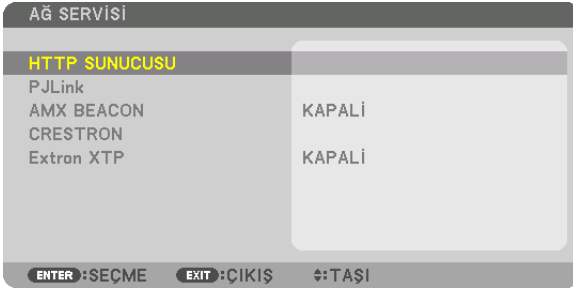 AĞ SERVİSİ
HTTP SUNUCUSU
PJLink
AMX BEACON KAPALİ
CRESTRON
Extron XTP KAPALİ
ENTER :SEÇME EXIT :ÇIKIŞ :TAŞI